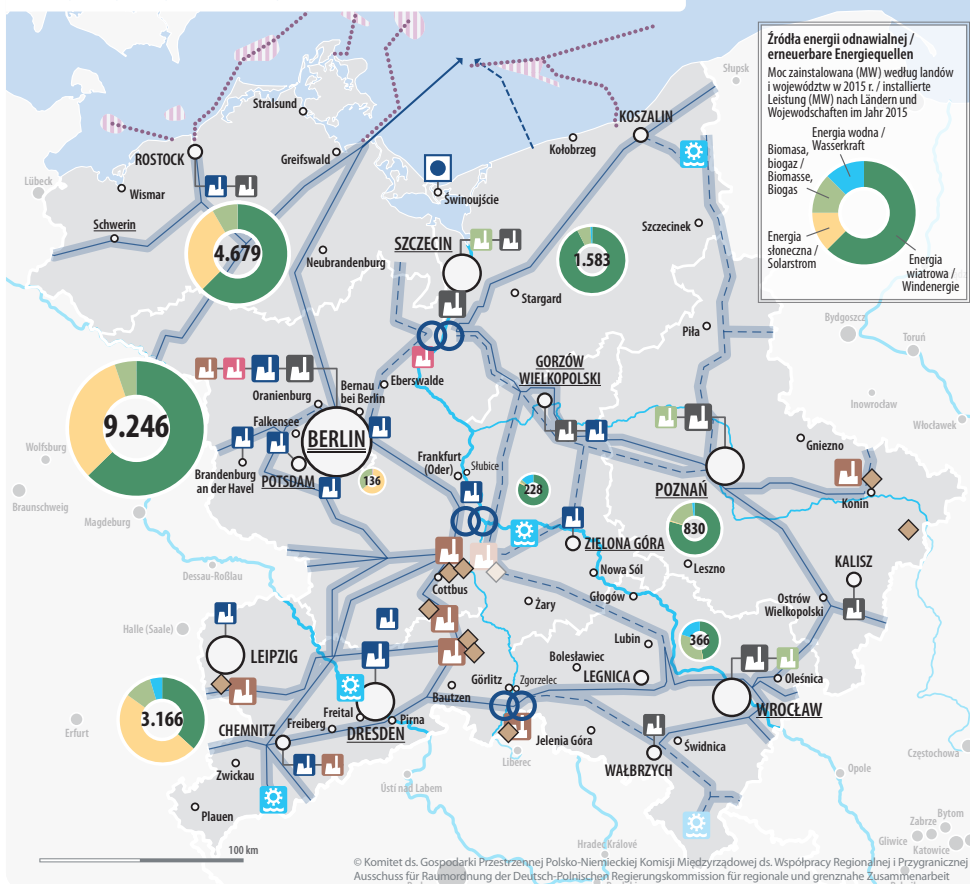 Źródła energii odnawialnej /
erneuerbare Energiequellen
Moc zainstalowana (MW) według landów
i województw w 2015 r. / installierte
Leistung (MW) nach Ländern und
Wojewodschaften im Jahr 2015
Energia wodna /
Wasserkraft
Biomasa,
biogaz /
Biomasse,
Biogas
Energia
słoneczna /
Solarstrom
Energia
wiatrowa /
Windenergie
Słupsk
Stralsund
KOSZALIN
ROSTOCK
Greifswald
Kołobrzeg
Lübeck
Wismar
Świnoujście
Schwerin
Szczecinek
SZCZECIN
4.679
Neubrandenburg
1.583
Stargard
Bydgoszcz
Piła
Toruń
GORZÓW
WIELKOPOLSKI
Eberswalde
Bernau
bei Berlin
Oranienburg
Inowrocław
Włocławek
9.246
Falkensee
BERLIN
Gniezno
Wolfsburg
Frankfurt
(Oder)
Słubice
Brandenburg
an der Havel
POTSDAM
136
228
POZNAŃ
Konin
Braunschweig
Magdeburg
830
ZIELONA GÓRA
Leszno
KALISZ
Dessau-Roßlau
Nowa Sól
Cottbus
Głogów
Żary
Ostrów
Wielkopolski
Halle (Saale)
Lubin
366
LEIPZIG
Bolesławiec
LEGNICA
Oleśnica
Görlitz
Zgorzelec
Bautzen
WROCŁAW
3.166
Freital
Pirna
Erfurt
CHEMNITZ
Freiberg
DRESDEN
Jelenia Góra
Świdnica
Liberec
WAŁBRZYCH
Częstochowa
Zwickau
Opole
Ústí nad Labem
Plauen
Bytom
Zabrze
Gliwice
Katowice
Hradec Králové
100 km
© Komitet ds. Gospodarki Przestrzennej Polsko-Niemieckiej Komisji Międzyrządowej ds. Współpracy Regionalnej i Przygranicznej
Ausschuss für Raumordnung der Deutsch-Polnischen Regierungskommission für regionale und grenznahe Zusammenarbeit